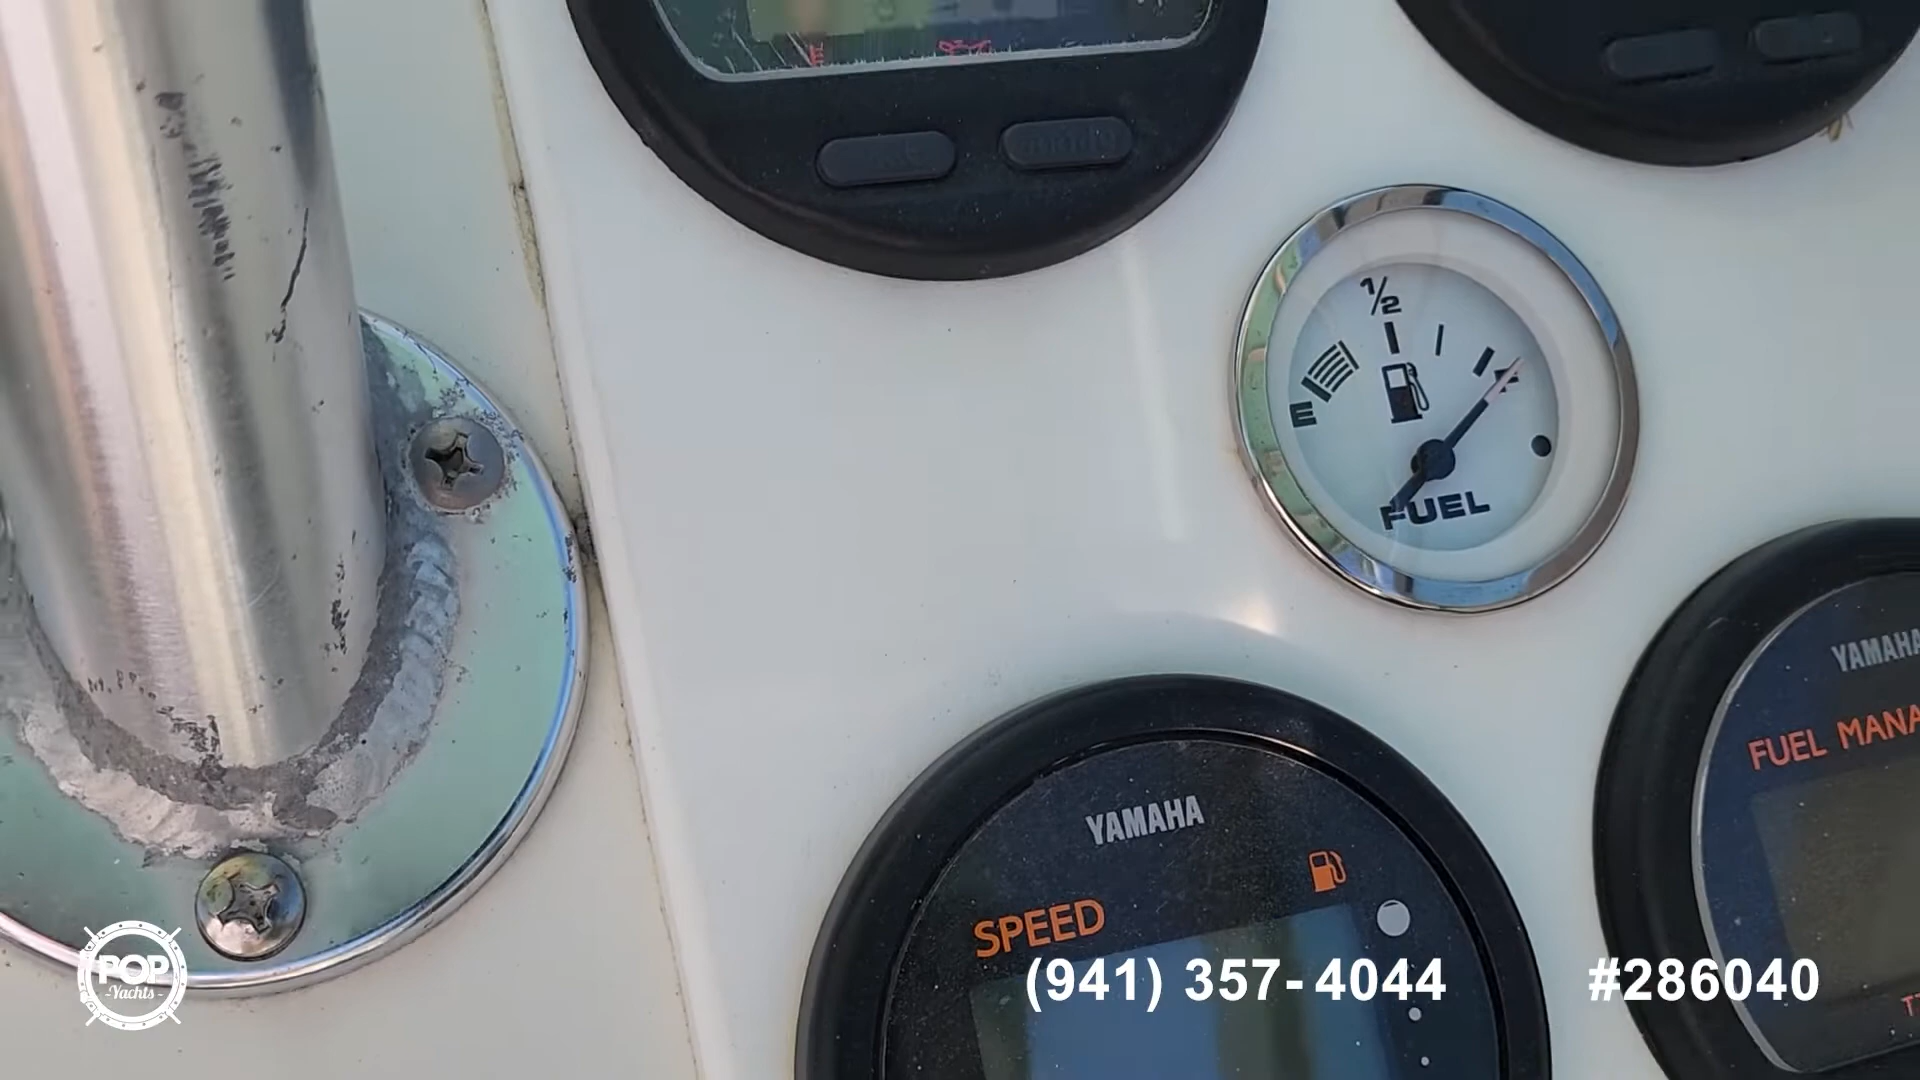 1/2
E
FUEL
YAMAHA
SPEED
YAMAHA
FUEL MANA
POP
-Yachts-
(941) 357-4044
#286040